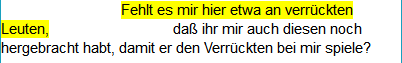 Fehlt es mir hier etwa an verrückten
Leuten, daß ihr mir auch diesen noch
hergebracht habt, damit er den Verrückten bei mir spiele?